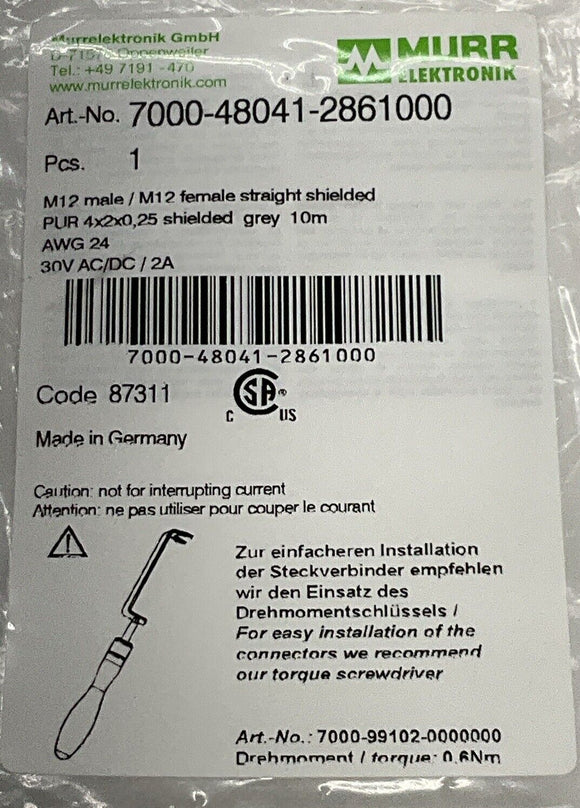 Murrelektronik GmbH
Oppenweiler
Tel.: +49 7191 -470
www.murrelektronik.com
MURR
ELEKTRONIK
Art.-No. 7000-48041-2861000
Pcs. 1
M12 male / M12 female straight shielded
PUR 4x2x0,25 shielded grey 10m
AWG 24
30V AC/DC / 2A
7000-48041-2861000
Code 87311
C SA ® US
Made in Germany
Caution: not for interrupting current
Attention: ne pas utiliser pour couper le courant
Zur einfacheren Installation
der Steckverbinder empfehlen
wir den Einsatz des
Drehmomentschlüssels /
For easy installation of the
connectors we recommend
our torque screwdriver
Art.-No.: 7000-99102-0000000
Drehmoment / torque: 0,6Nm